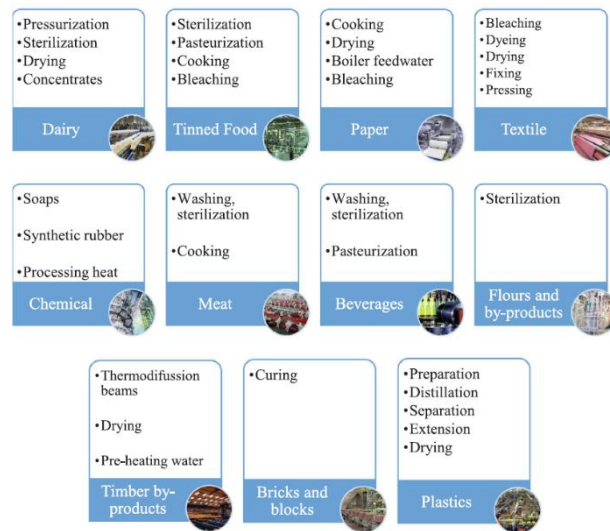 •Pressurization
•Sterilization
•Drying
•Concentrates
Dairy
•Sterilization
•Pasteurization
•Cooking
•Bleaching
Tinned Food
•Cooking
•Drying
•Boiler feedwater
•Bleaching
Paper
•Bleaching
•Dyeing
•Drying
•Fixing
•Pressing
Textile
•Soaps
•Synthetic rubber
•Processing heat
Chemical
•Washing,
sterilization
•Cooking
Meat
•Washing,
sterilization
•Pasteurization
Beverages
•Sterilization
Flours and
by-products
•Thermodifussion
beams
•Drying
•Pre-heating water
Timber by-
products
•Curing
Bricks and
blocks
•Preparation
•Distillation
•Separation
•Extension
•Drying
Plastics